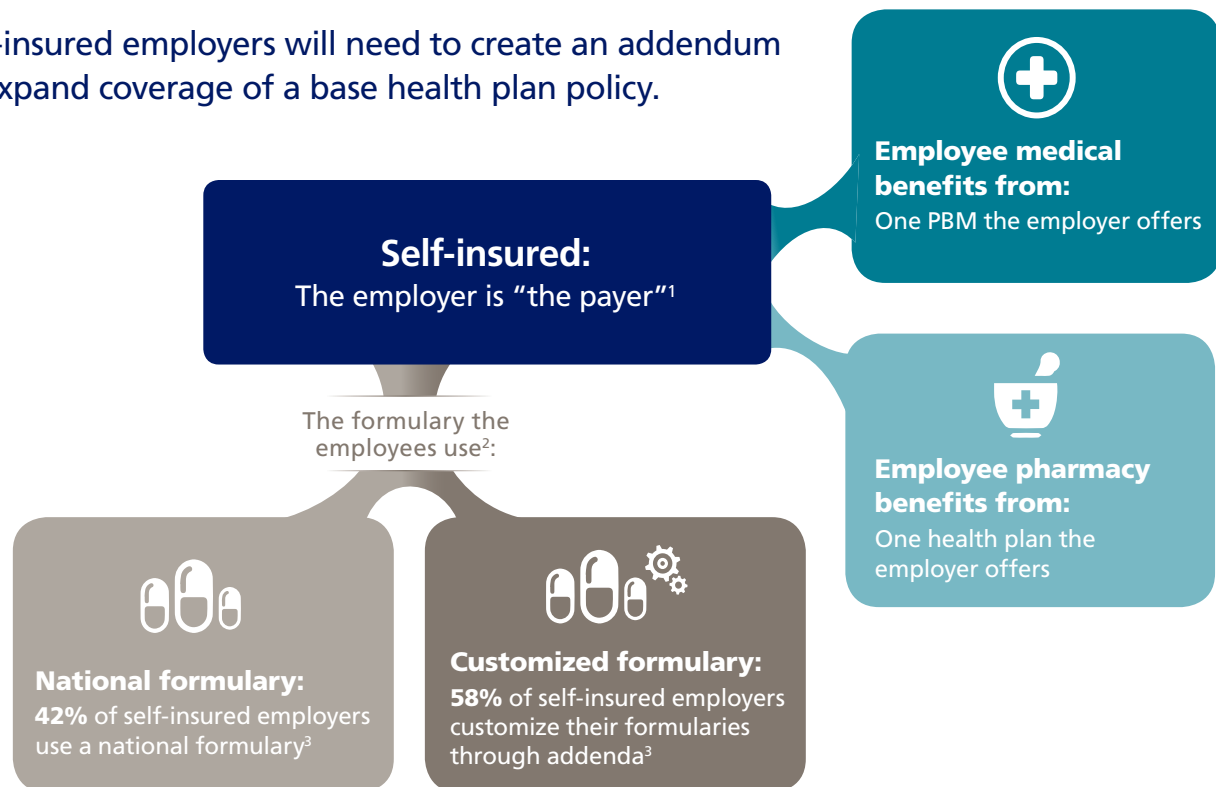 -insured employers will need to create an addendum
xpand coverage of a base health plan policy.
Employee medical
benefits from:
One PBM the employer offers
Self-insured:
The employer is “the payer”1
Employee pharmacy
benefits from:
One health plan the
employer offers
The formulary the
employees use2:
National formulary:
42% of self-insured employers
use a national formulary3
Customized formulary:
58% of self-insured employers
customize their formularies
through addenda3